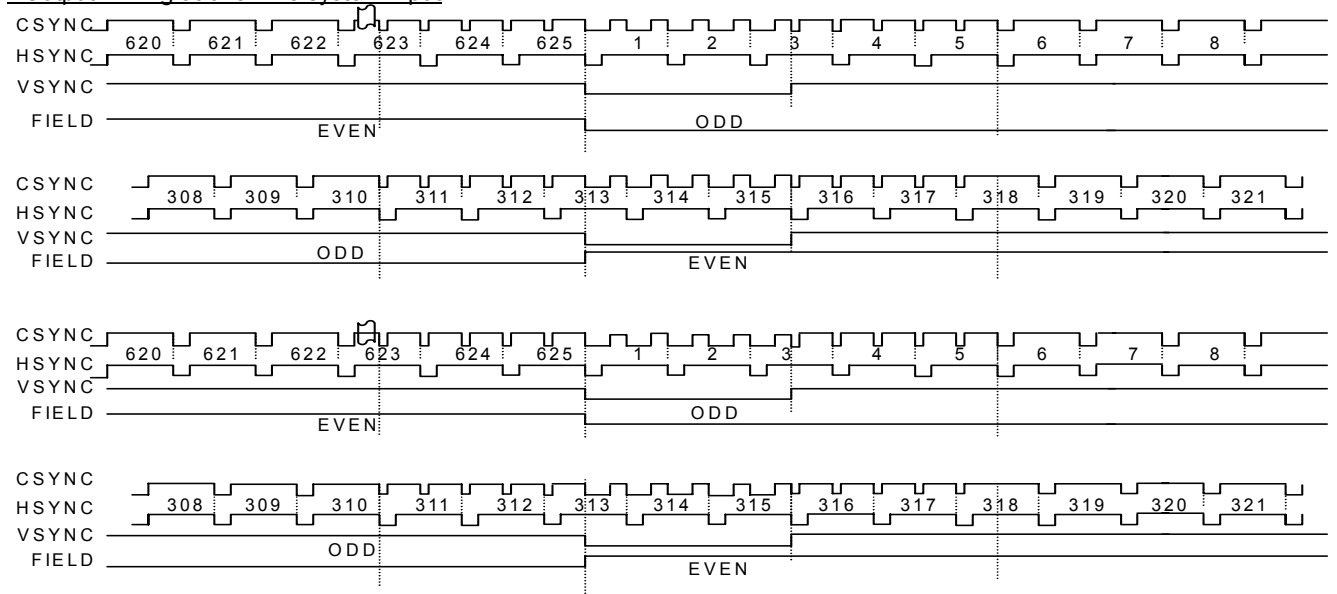 CSYNC
620 621 622 623 624 625 1 2 3 4 5 6 7 8
HSYNC
VSYNC
FIELD
EVEN ODD
CSYNC
308 309 310 311 312 313 314 315 316 317 318 319 320 321
HSYNC
VSYNC
ODD
FIELD
EVEN
CSYNC
620 621 622 623 624 625 1 2 3 4 5 6 7 8
HSYNC
VSYNC
FIELD
ODD
EVEN
CSYNC
308 309 310 311 312 313 314 315 316 317 318 319 320 321
HSYNC
VSYNC
ODD
FIELD
EVEN